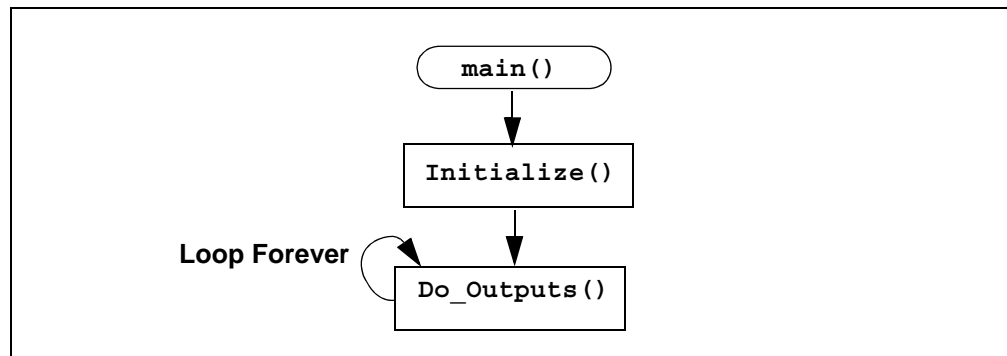 main()
Initialize()
Loop Forever
Do_Outputs()